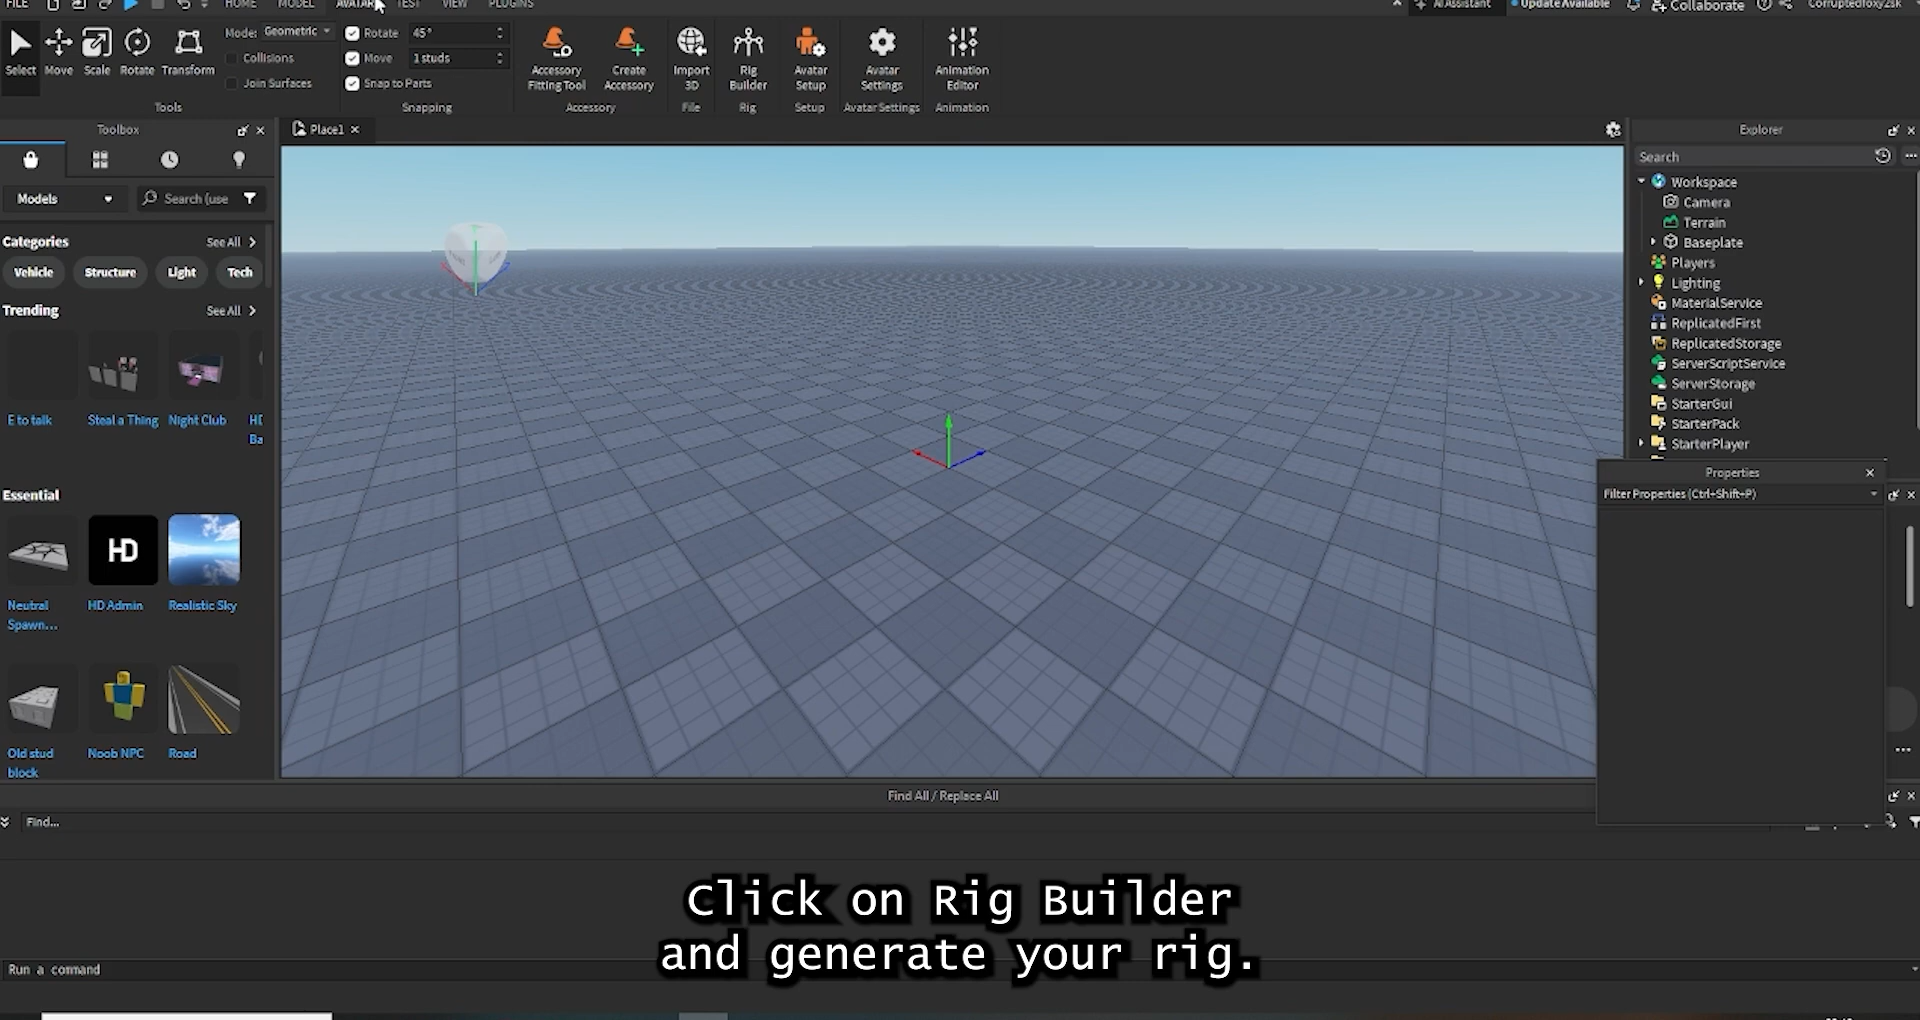 FILE HOME MODEL AVATAR TEST VIEW PLUGINS
AI Assistant Update Available Collaborate Corruptedfoxy2sk
Select Move Scale Rotate Transform
Mode: Geometric
Collisions
Join Surfaces
Tools
Rotate 45°
Move 1 studs
Snap to Parts
Snapping
Accessory Fitting Tool
Create Accessory
Accessory
Import 3D
File
Rig Builder
Rig
Avatar Setup
Setup
Avatar Settings
Avatar Settings
Animation Editor
Animation
Toolbox
Models Search (use
Categories See All
Vehicle Structure Light Tech
Trending See All
E to talk
Steal a Thing
Night Club
HD
Ba
Essential
HD
Neutral
Spawn...
HD Admin
Realistic Sky
Old stud
block
Noob NPC
Road
Place1
Explorer
Search
Workspace
Camera
Terrain
Baseplate
Players
Lighting
MaterialService
ReplicatedFirst
ReplicatedStorage
ServerScriptService
ServerStorage
StarterGui
StarterPack
StarterPlayer
Properties
Filter Properties (Ctrl+Shift+P)
Find All / Replace All
Find...
Click on Rig Builder
and generate your rig.
Run a command